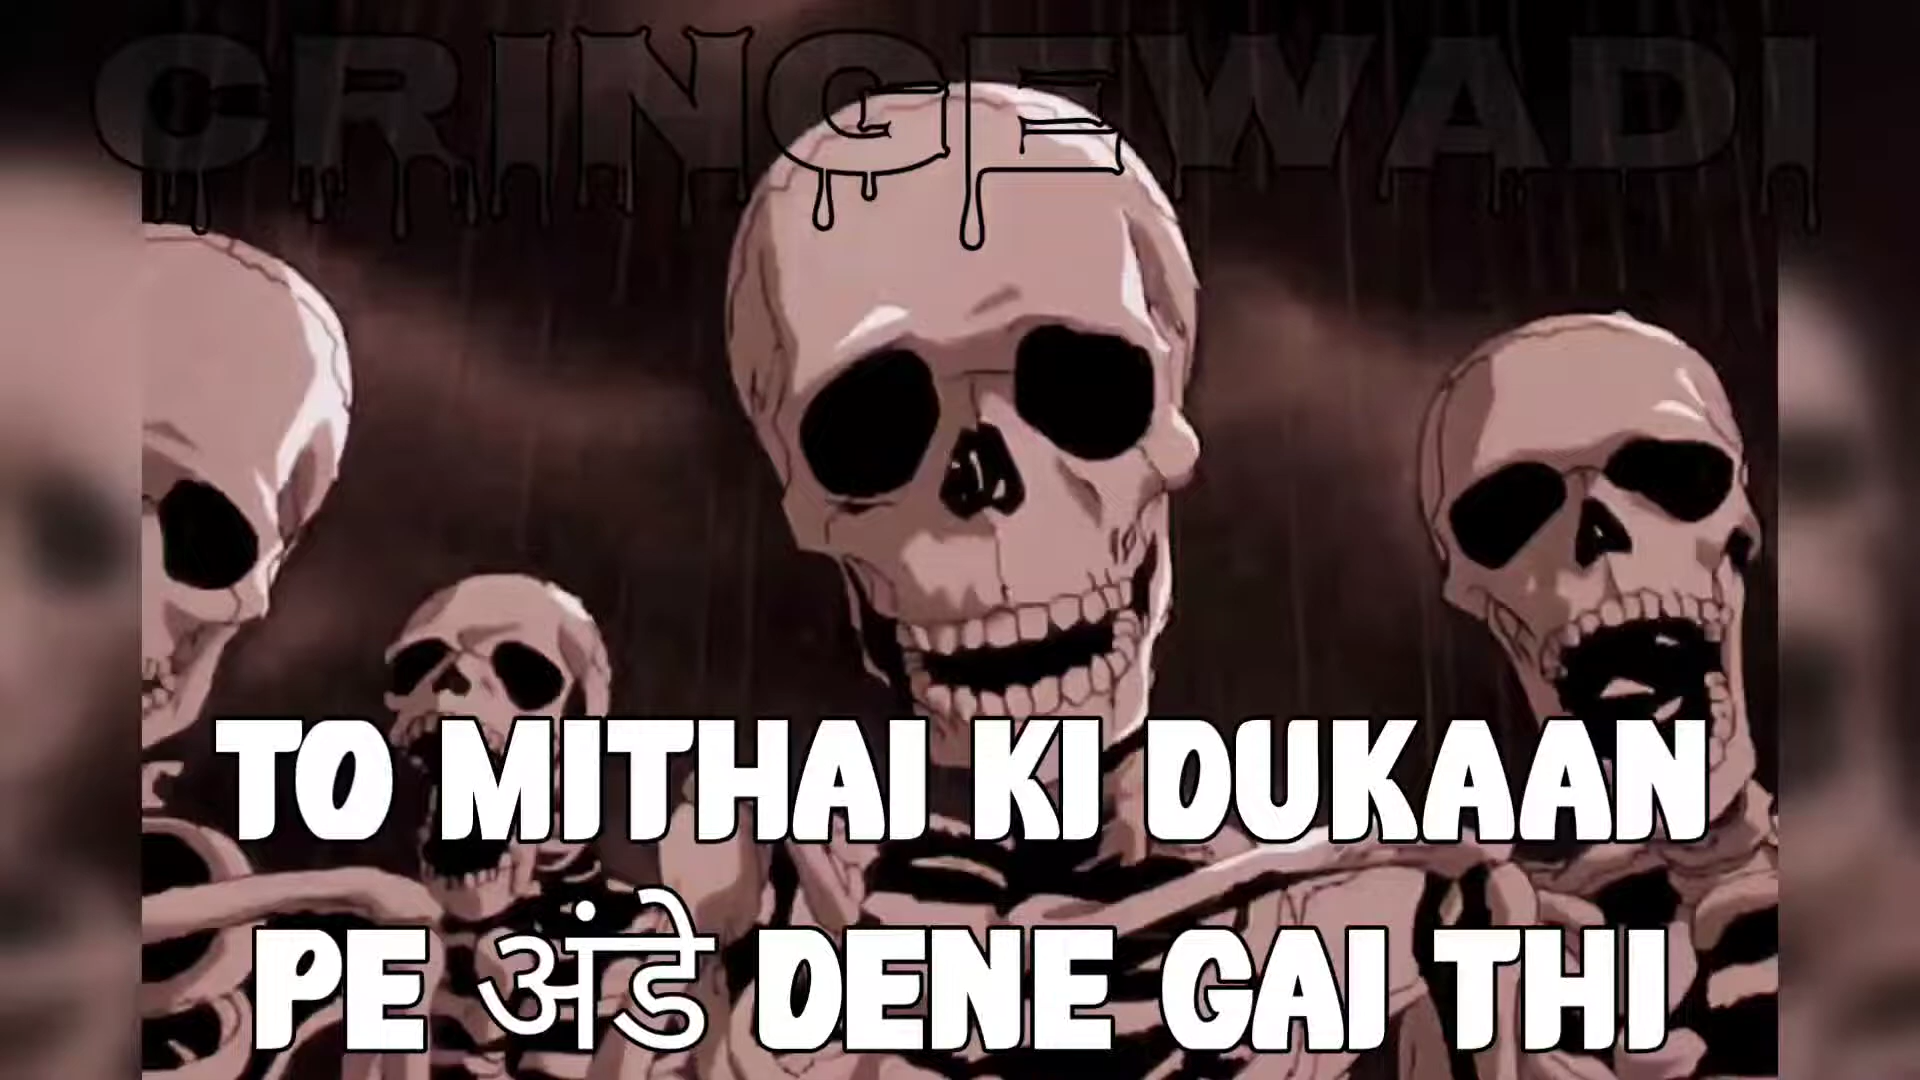 CRINGEWADI
TO MITHAI KI DUKAAN
PE अंडे DENE GAI THI